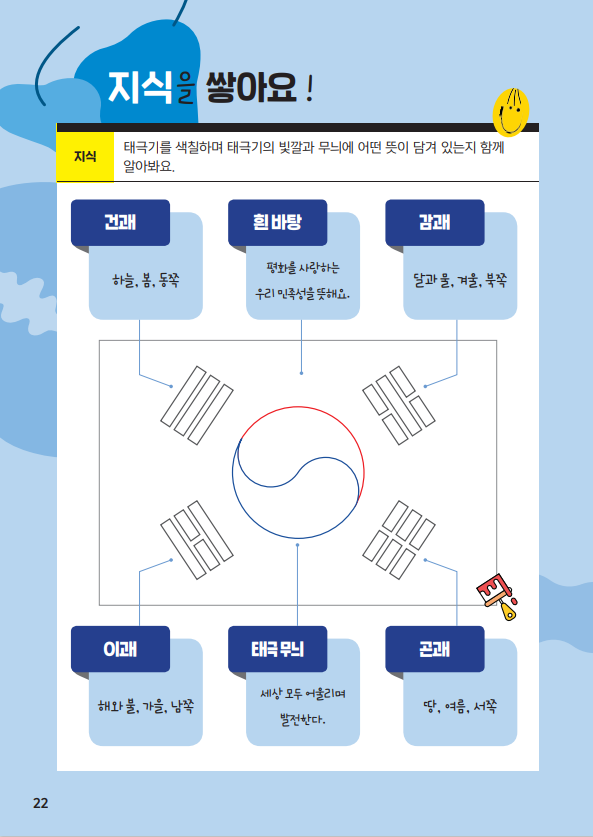 지식을 쌓아요!
지식
태극기를 색칠하며 태극기의 빛깔과 무늬에 어떤 뜻이 담겨 있는지 함께
알아봐요.
건괘
하늘, 봄, 동쪽
흰 바탕
평화를 사랑하는
우리 민족성을 뜻해요.
감괘
달과 물, 겨울, 북쪽
이괘
해와 불, 가을, 남쪽
태극 무늬
세상 모두 어울리며
발전한다.
곤괘
땅, 여름, 서쪽
22